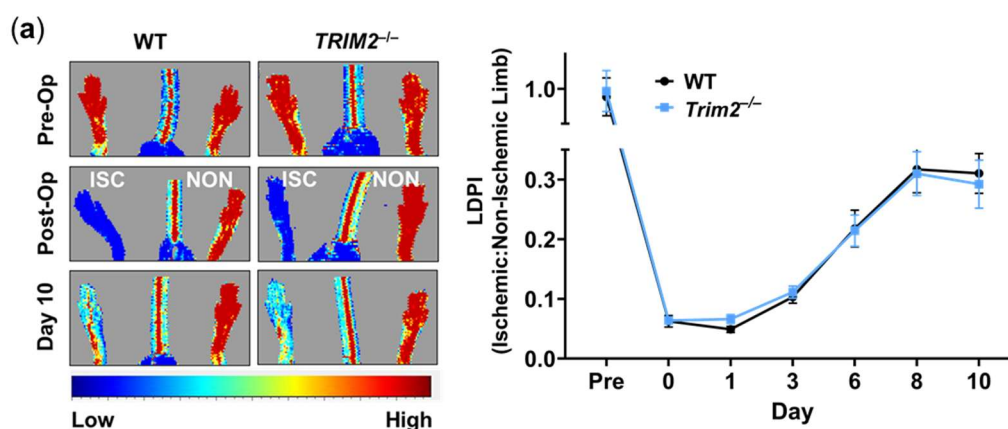 (a)
WT TRIM2–/–
Pre-Op
ISC NON ISC NON
Post-Op
Day 10
Low High
LDPI
(Ischemic:Non-Ischemic Limb)
1.0
0.3
0.2
0.1
0.0
WT
Trim2–/–
Pre 0 1 3 6 8 10
Day